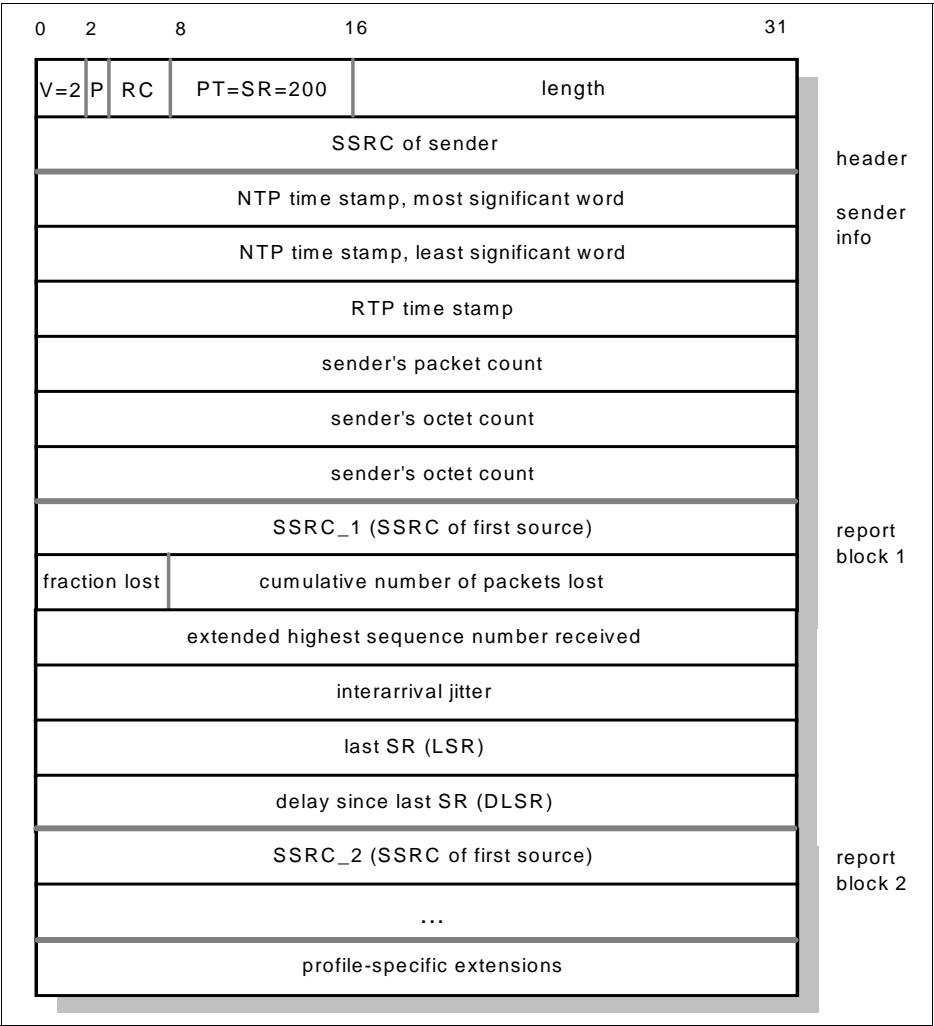 0 2 8 16 31
V=2 P RC PT=SR=200 length
SSRC of sender
header
NTP time stamp, most significant word
sender
info
NTP time stamp, least significant word
RTP time stamp
sender's packet count
sender's octet count
sender's octet count
SSRC_1 (SSRC of first source)
report
block 1
fraction lost cumulative number of packets lost
extended highest sequence number received
interarrival jitter
last SR (LSR)
delay since last SR (DLSR)
SSRC_2 (SSRC of first source)
report
block 2
...
profile-specific extensions